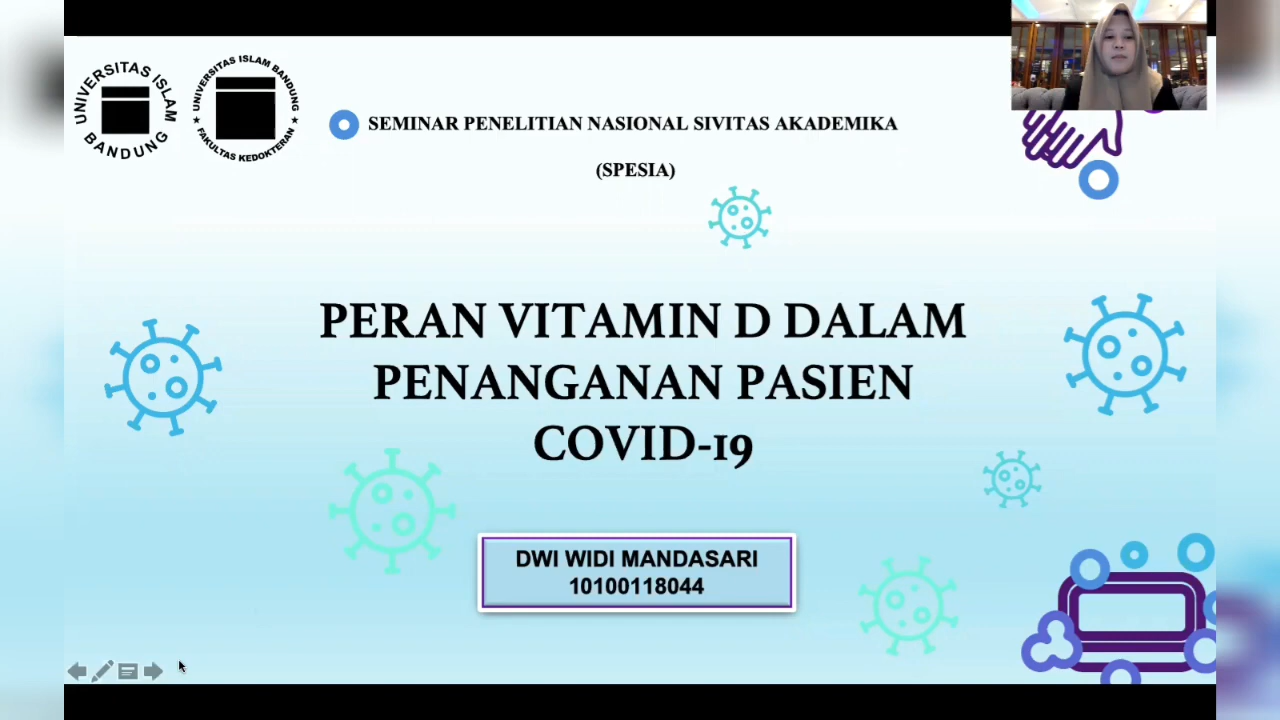 UNIVERSITAS ISLAM
BANDUNG
UNIVERSITAS ISLAM BANDUNG
FAKULTAS KEDOKTERAN
SEMINAR PENELITIAN NASIONAL SIVITAS AKADEMIKA
(SPESIA)
PERAN VITAMIN D DALAM
PENANGANAN PASIEN
COVID-19
DWI WIDI MANDASARI
10100118044